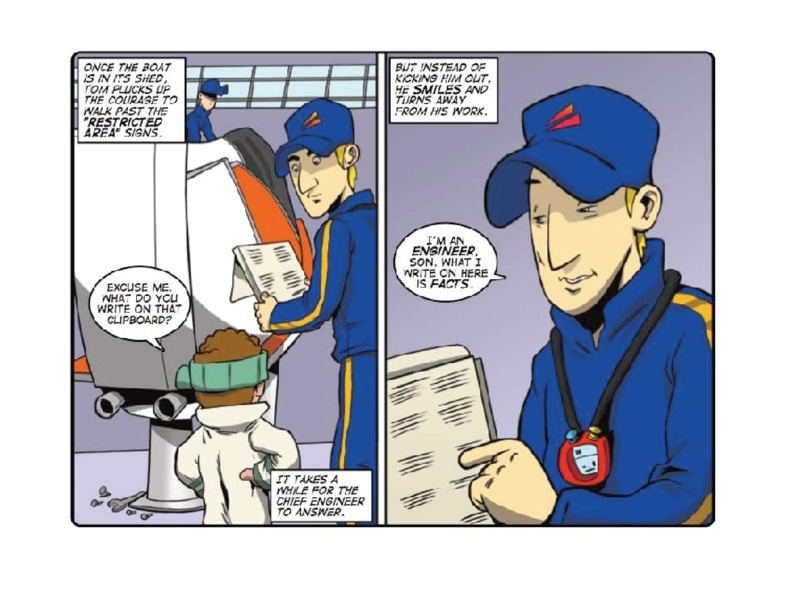 ONCE THE BOAT
IS IN ITS SHED,
TOM PLUCKS UP
THE COURAGE TO
WALK PAST THE
"RESTRICTED
AREA" SIGNS.
EXCUSE ME.
WHAT DO YOU
WRITE ON THAT
CLIPBOARD?
IT TAKES A
WHILE FOR THE
CHIEF ENGINEER
TO ANSWER.
BUT INSTEAD OF
KICKING HIM OUT,
HE SMILES AND
TURNS AWAY
FROM HIS WORK.
I'M AN
ENGINEER,
SON. WHAT I
WRITE ON HERE
IS FACTS.